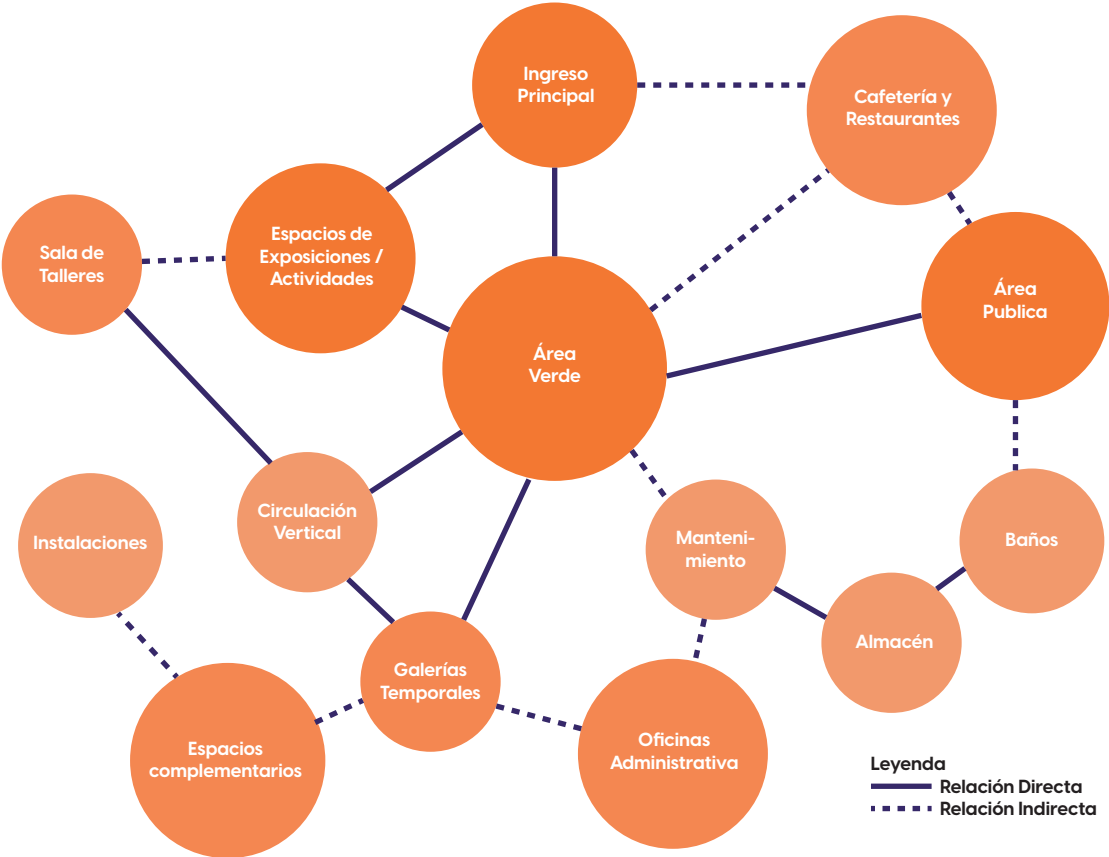 Ingreso
Principal
Cafetería y
Restaurantes
Espacios de
Exposiciones /
Actividades
Sala de
Talleres
Área
Publica
Área
Verde
Circulación
Vertical
Instalaciones
Manteni-
miento
Baños
Almacén
Galerías
Temporales
Espacios
complementarios
Oficinas
Administrativa
Leyenda
Relación Directa
Relación Indirecta